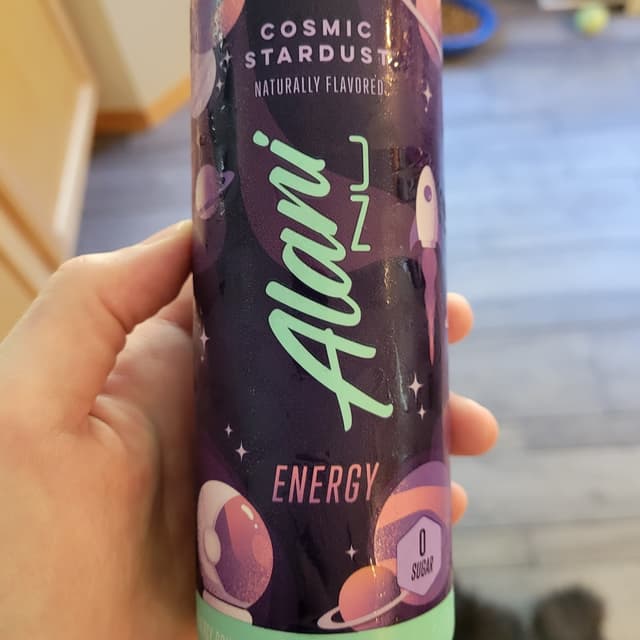 COSMIC
STARDUST
NATURALLY FLAVORED
Alani
NU
ENERGY
0
SUGAR